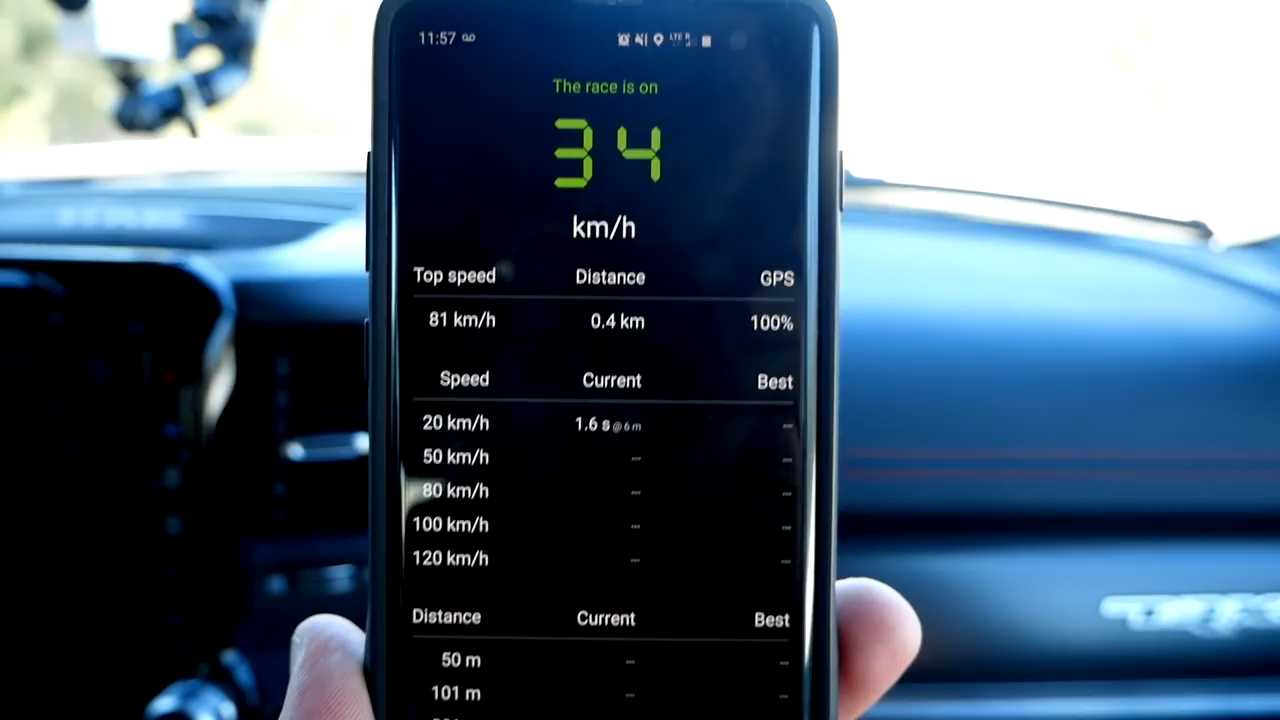 11:57
LTE R
The race is on
34
km/h
Top speed Distance GPS
81 km/h 0.4 km 100%
Speed Current Best
20 km/h 1.6 s @ 6 m --
50 km/h -- --
80 km/h -- --
100 km/h -- --
120 km/h -- --
Distance Current Best
50 m -- --
101 m -- --